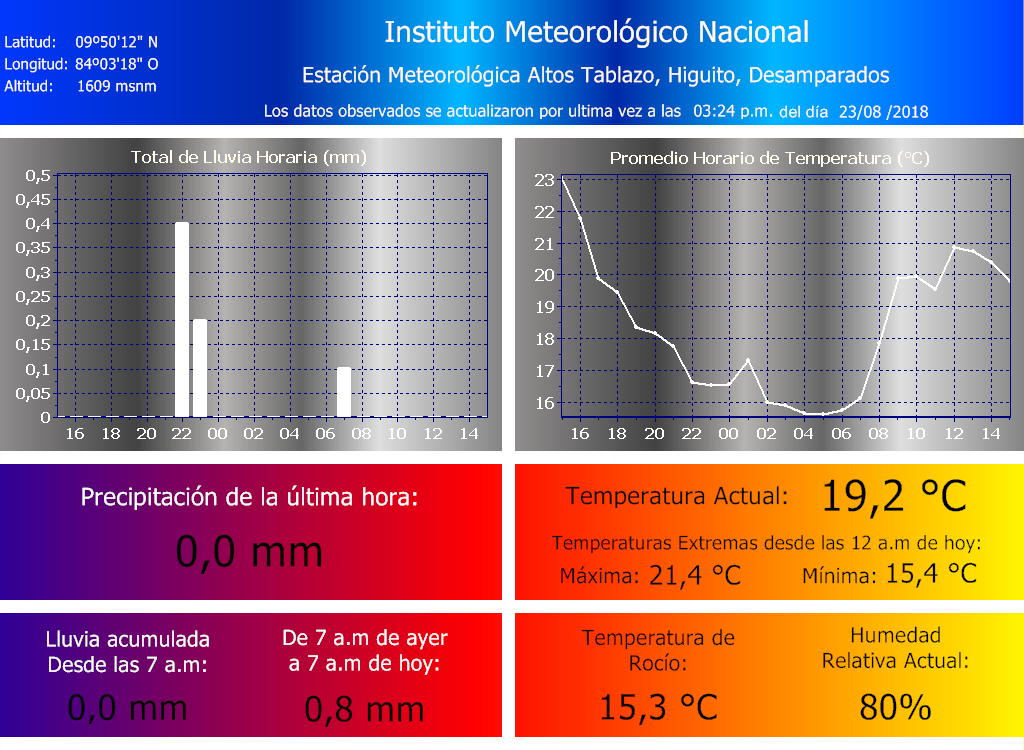 Instituto Meteorológico Nacional
Latitud: 09º50'12" N
Longitud: 84º03'18" O
Altitud: 1609 msnm
Estación Meteorológica Altos Tablazo, Higuito, Desamparados
Los datos observados se actualizaron por ultima vez a las 03:24 p.m. del día 23/08 /2018
Total de Lluvia Horaria (mm)
0,5
0,45
0,4
0,35
0,3
0,25
0,2
0,15
0,1
0,05
0
16 18 20 22 00 02 04 06 08 10 12 14
Promedio Horario de Temperatura (°C)
23
22
21
20
19
18
17
16
16 18 20 22 00 02 04 06 08 10 12 14
Precipitación de la última hora:
0,0 mm
Temperatura Actual: 19,2 °C
Temperaturas Extremas desde las 12 a.m de hoy:
Máxima: 21,4 °C Mínima: 15,4 °C
Lluvia acumulada
Desde las 7 a.m:
0,0 mm
De 7 a.m de ayer
a 7 a.m de hoy:
0,8 mm
Temperatura de
Rocío:
15,3 °C
Humedad
Relativa Actual:
80%